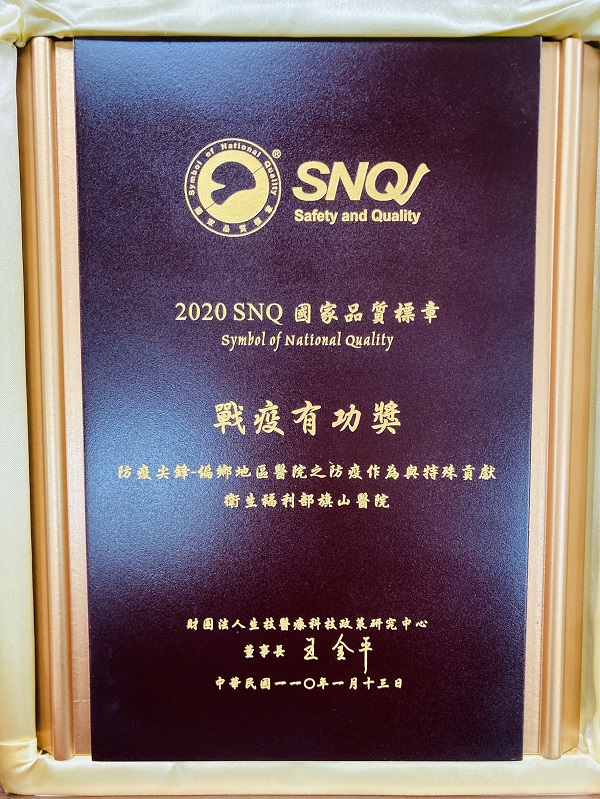 Symbol of National Quality
®
國家品質標章
SNQ
Safety and Quality
2020 SNQ 國家品質標章
Symbol of National Quality
戰疫有功獎
防疫尖鋒-偏鄉地區醫院之防疫作為與特殊貢獻
衛生福利部旗山醫院
財團法人生技醫療科技政策研究中心
董事長 王金平
中華民國一一〇年一月十三日